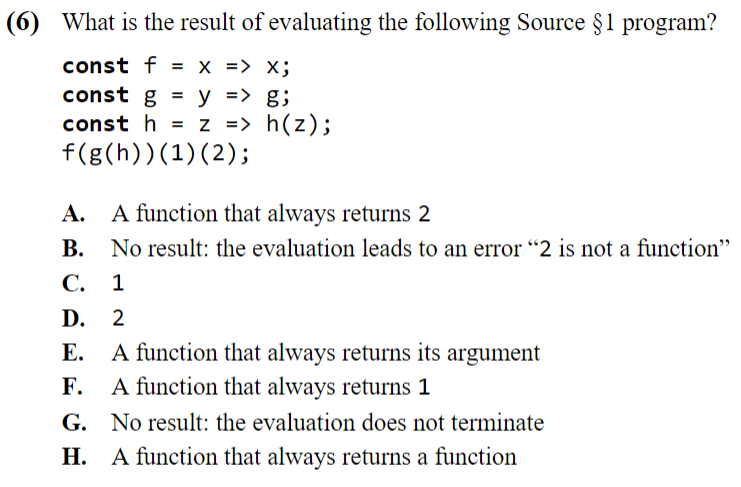 (6) What is the result of evaluating the following Source §1 program?
const f = x => x;
const g = y => g;
const h = z => h(z);
f(g(h))(1)(2);
A. A function that always returns 2
B. No result: the evaluation leads to an error “2 is not a function”
C. 1
D. 2
E. A function that always returns its argument
F. A function that always returns 1
G. No result: the evaluation does not terminate
H. A function that always returns a function